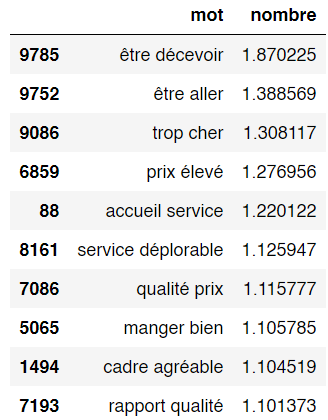 mot nombre
9785 être décevoir 1.870225
9752 être aller 1.388569
9086 trop cher 1.308117
6859 prix élevé 1.276956
88 accueil service 1.220122
8161 service déplorable 1.125947
7086 qualité prix 1.115777
5065 manger bien 1.105785
1494 cadre agréable 1.104519
7193 rapport qualité 1.101373